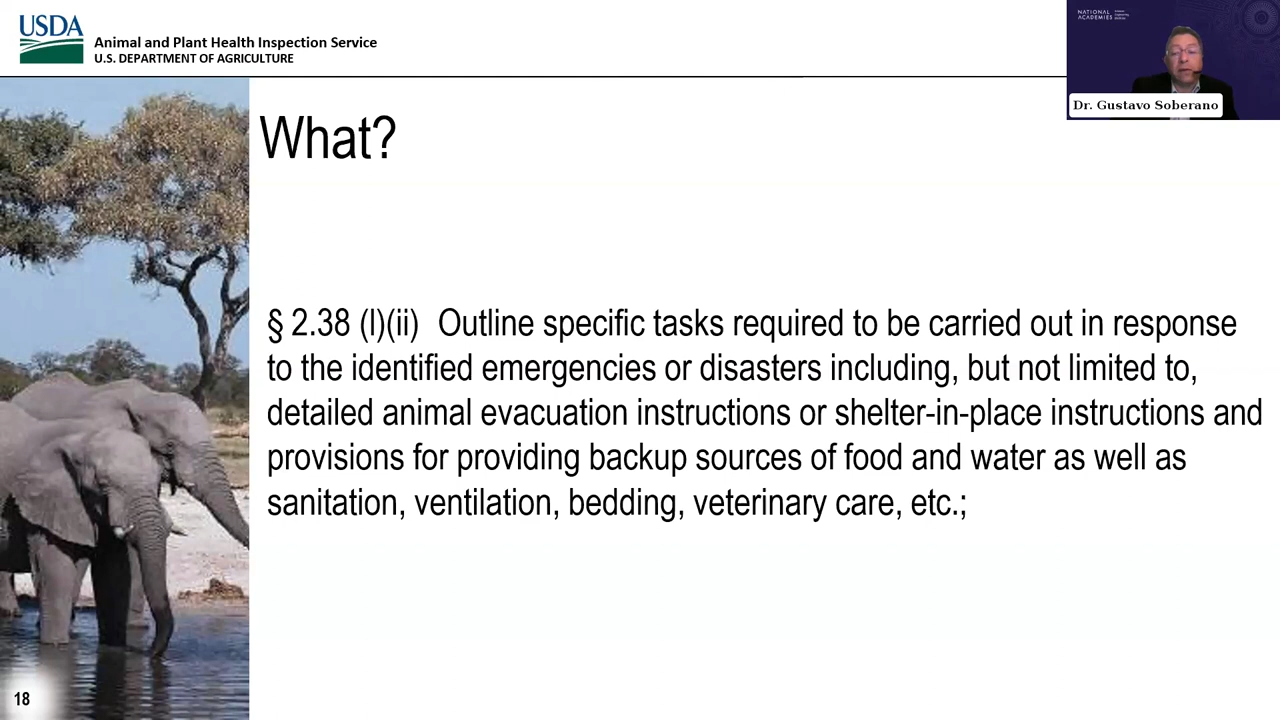 USDA
Animal and Plant Health Inspection Service
U.S. DEPARTMENT OF AGRICULTURE
NATIONAL
ACADEMIES
Dr. Gustavo Soberano
What?
§ 2.38 (l)(ii) Outline specific tasks required to be carried out in response
to the identified emergencies or disasters including, but not limited to,
detailed animal evacuation instructions or shelter-in-place instructions and
provisions for providing backup sources of food and water as well as
sanitation, ventilation, bedding, veterinary care, etc.;
18